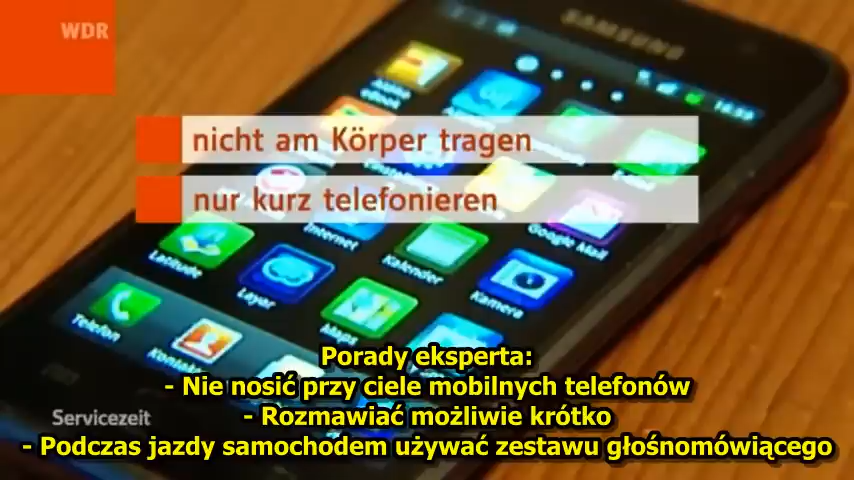 WDR
SAMSUNG
nicht am Körper tragen
nur kurz telefonieren
Google Mail
Internet
Latitude
Kalender
Kamera
Layar
Maps
Telefon
Servicezeit
Porady eksperta:
- Nie nosić przy ciele mobilnych telefonów
- Rozmawiać możliwie krótko
- Podczas jazdy samochodem używać zestawu głośnomówiącego